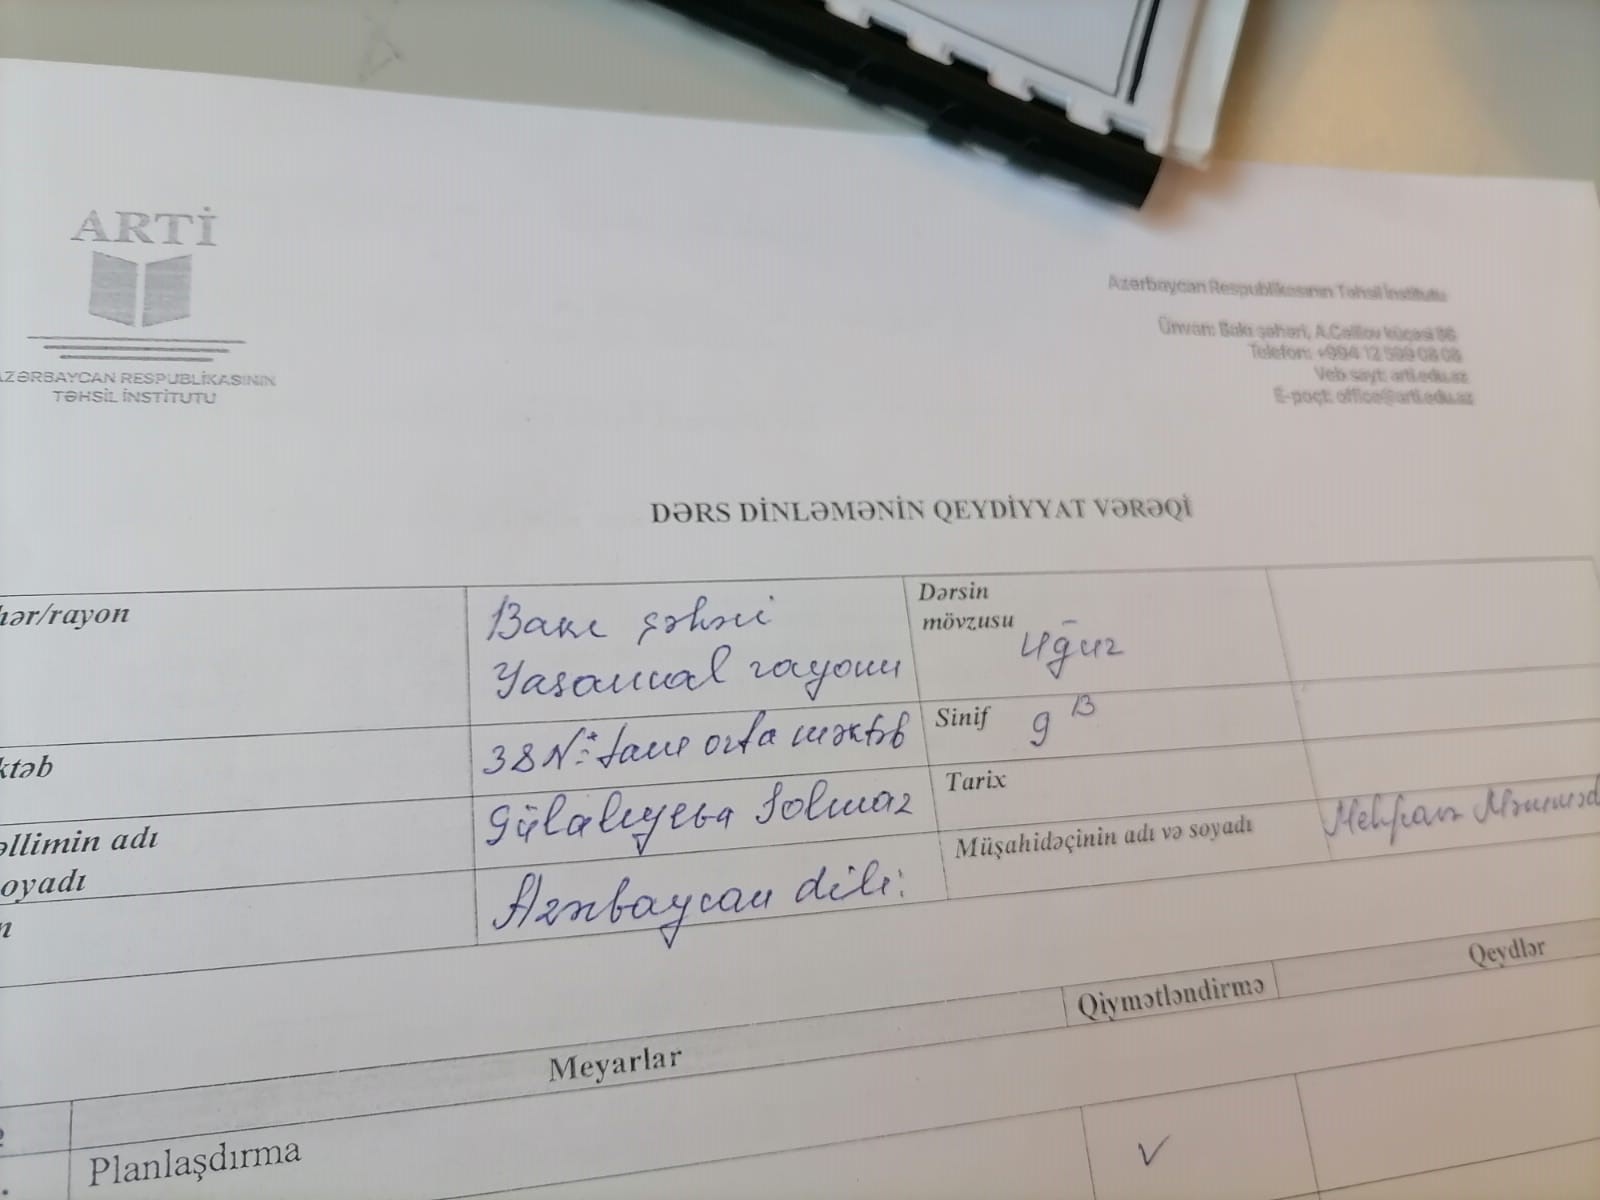 ARTİ
AZƏRBAYCAN RESPUBLİKASININ
TƏHSİL İNSTİTUTU
Azərbaycan Respublikasının Təhsil İnstitutu
Ünvan: Bakı şəhəri, A.Cəlilov küçəsi 86
Telefon: +994 12 599 08 08
Veb sayt: arti.edu.az
E-poçt: office@arti.edu.az
DƏRS DİNLƏMƏNİN QEYDİYYAT VƏRƏQİ
hər/rayon
Bakı şəhəri
Yasamal rayonu
Dərsin
mövzusu
Uğur
ktəb
38 №-tam orta məktəb
Sinif 9 B
əllimin adı
oyadı
Gülalıyeva Solmaz
Tarix
n
Azərbaycan dili
Müşahidəçinin adı və soyadı
Məmməd
Meyarlar
Qiymətləndirmə
Qeydlər
Planlaşdırma
V